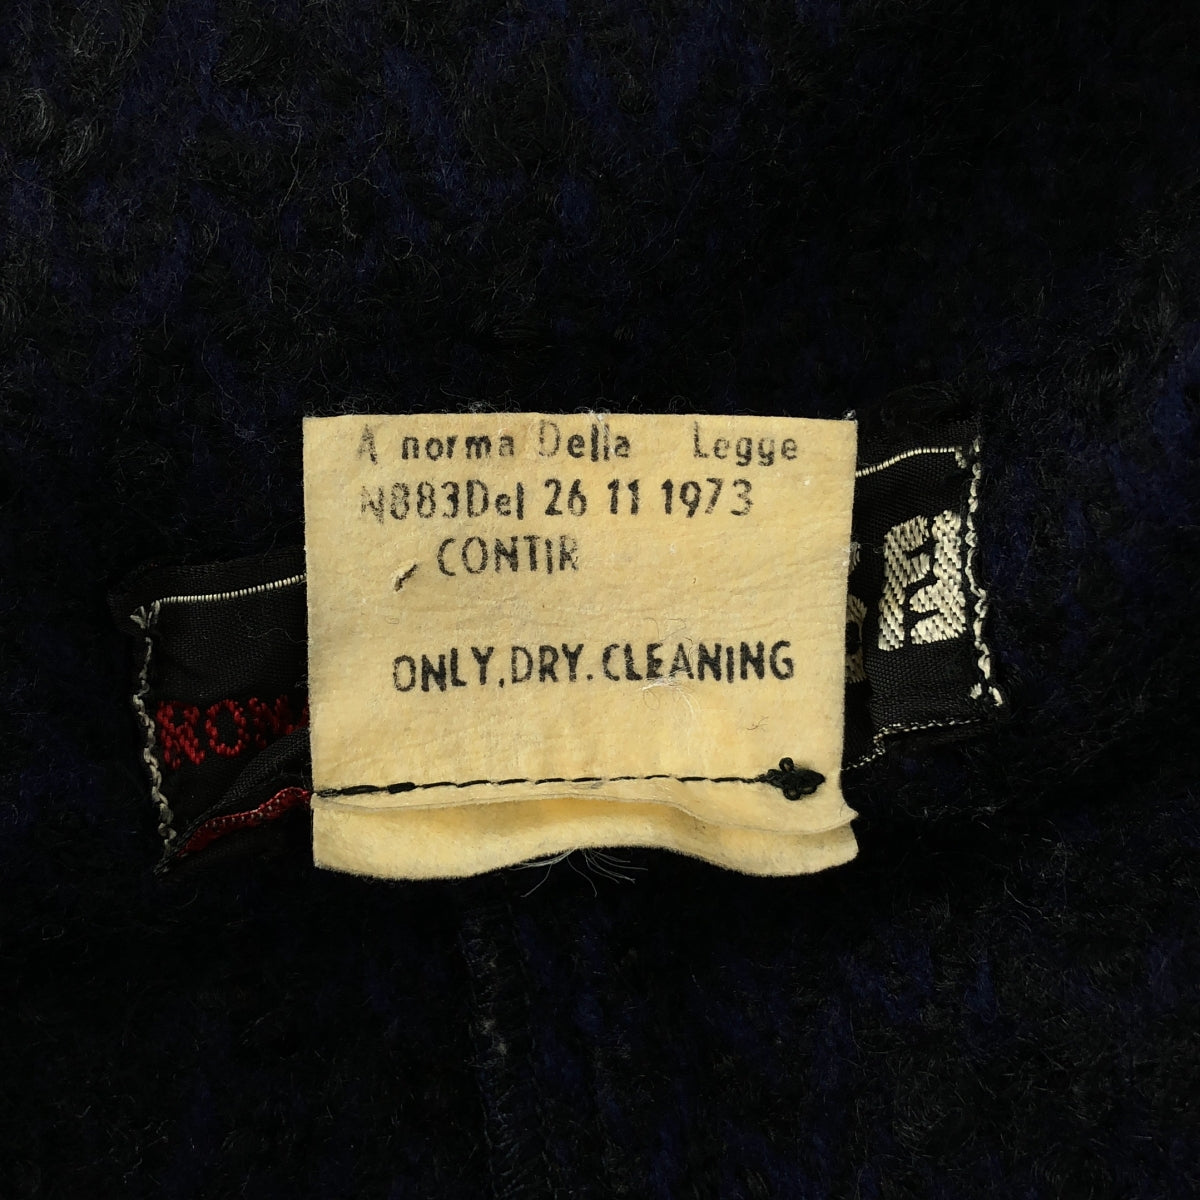 A norma Della Legge
N883Del 26 11 1973
CONTIR
ONLY,DRY.CLEANING